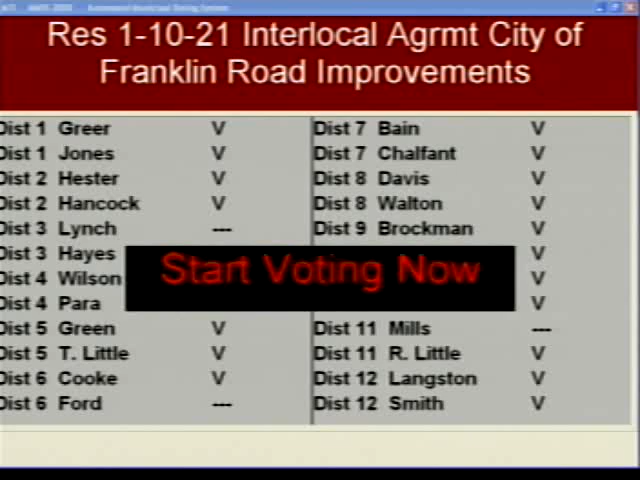 Res 1-10-21 Interlocal Agrmt City of
Franklin Road Improvements
Dist 1 Greer V Dist 7 Bain V
Dist 1 Jones V Dist 7 Chalfant V
Dist 2 Hester V Dist 8 Davis V
Dist 2 Hancock V Dist 8 Walton V
Dist 3 Lynch --- Dist 9 Brockman V
Dist 3 Hayes V
Start Voting Now
Dist 4 Wilson V
Dist 4 Para V
Dist 5 Green V Dist 11 Mills ---
Dist 5 T. Little V Dist 11 R. Little V
Dist 6 Cooke V Dist 12 Langston V
Dist 6 Ford --- Dist 12 Smith V